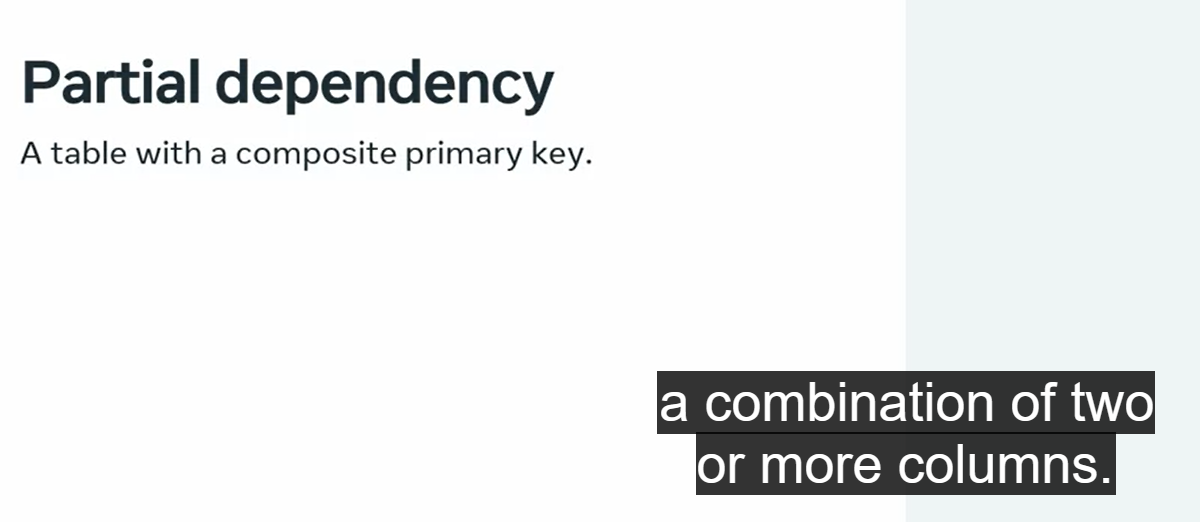 Partial dependency
A table with a composite primary key.
a combination of two
or more columns.